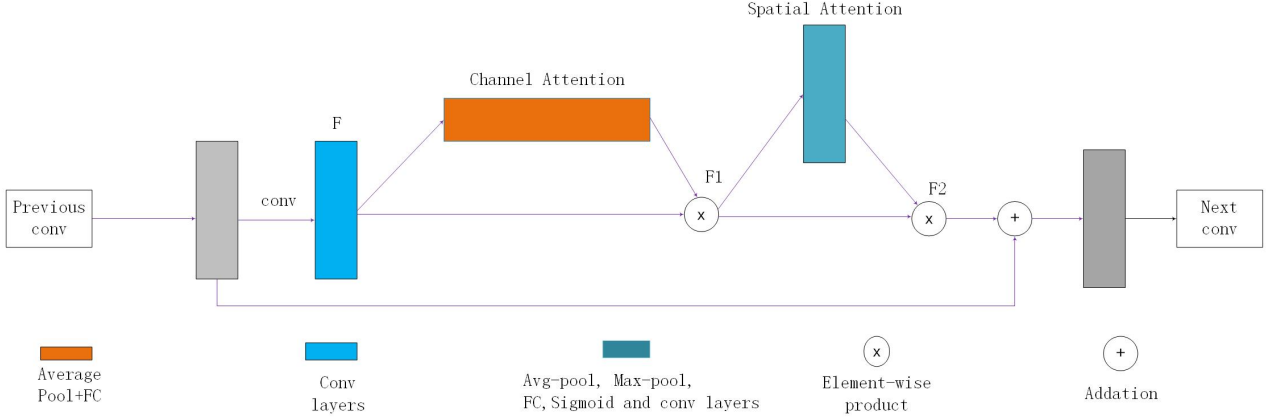 Spatial Attention
Channel Attention
F
F1
conv
F2
Previous
conv
x
x
+
Next
conv
x
+
Average
Pool+FC
Conv
layers
Avg-pool, Max-pool,
FC,Sigmoid and conv layers
Element-wise
product
Addation